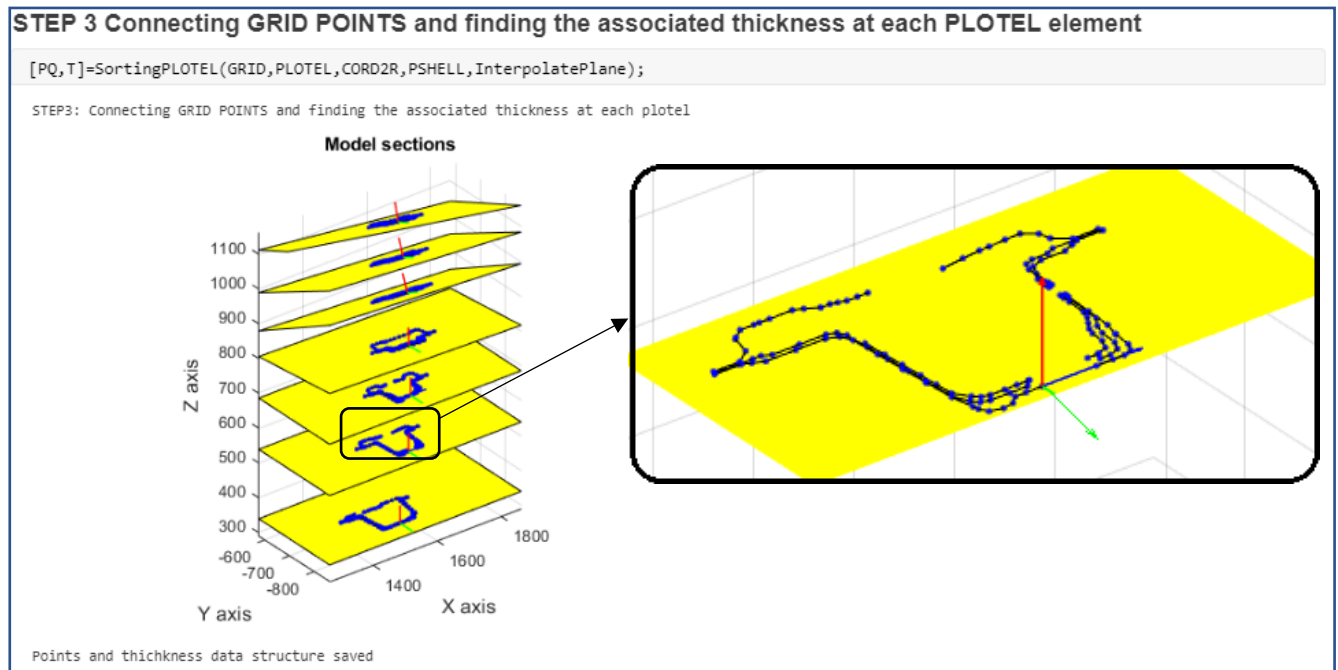 STEP 3 Connecting GRID POINTS and finding the associated thickness at each PLOTEL element
[PQ,T]=SortingPLOTEL(GRID,PLOTEL,CORD2R,PSHELL,InterpolatePlane);
STEP3: Connecting GRID POINTS and finding the associated thickness at each plotel
Model sections
1100
1000
900
800
700
600
500
400
300
Z axis
-600
-700
-800
Y axis
1400
1600
1800
X axis
Points and thichkness data structure saved